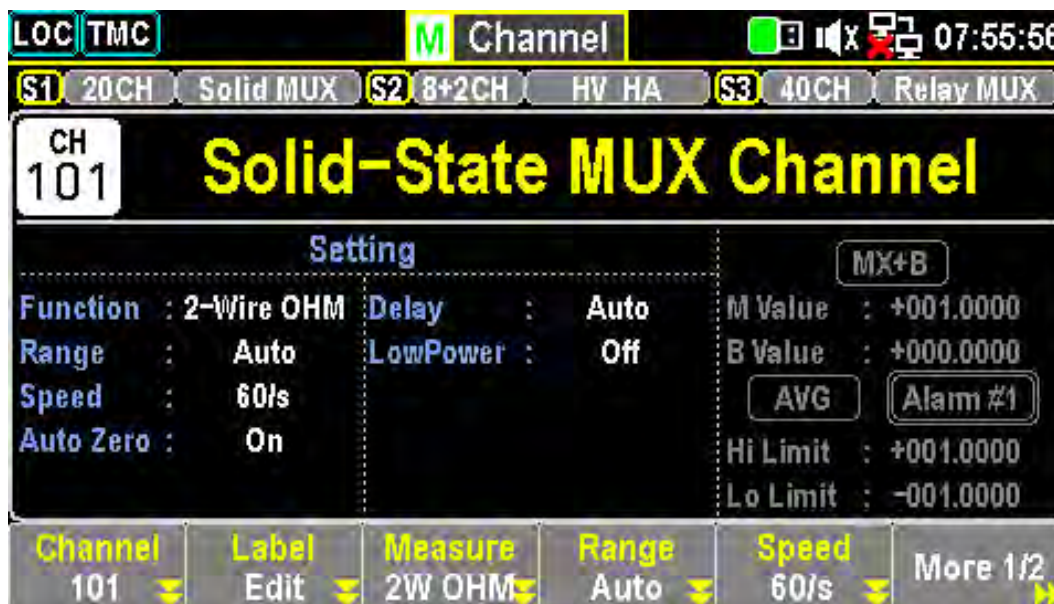 LOC TMC M Channel 07:55:56
S1 20CH Solid MUX S2 8+2CH HV HA S3 40CH Relay MUX
CH
101
Solid-State MUX Channel
Setting
MX+B
Function : 2-Wire OHM Delay : Auto M Value : +001.0000
Range : Auto LowPower : Off B Value : +000.0000
Speed : 60/s AVG Alarm #1
Auto Zero : On Hi Limit : +001.0000
Lo Limit : -001.0000
Channel Label Measure Range Speed More 1/2
101 Edit 2W OHM Auto 60/s